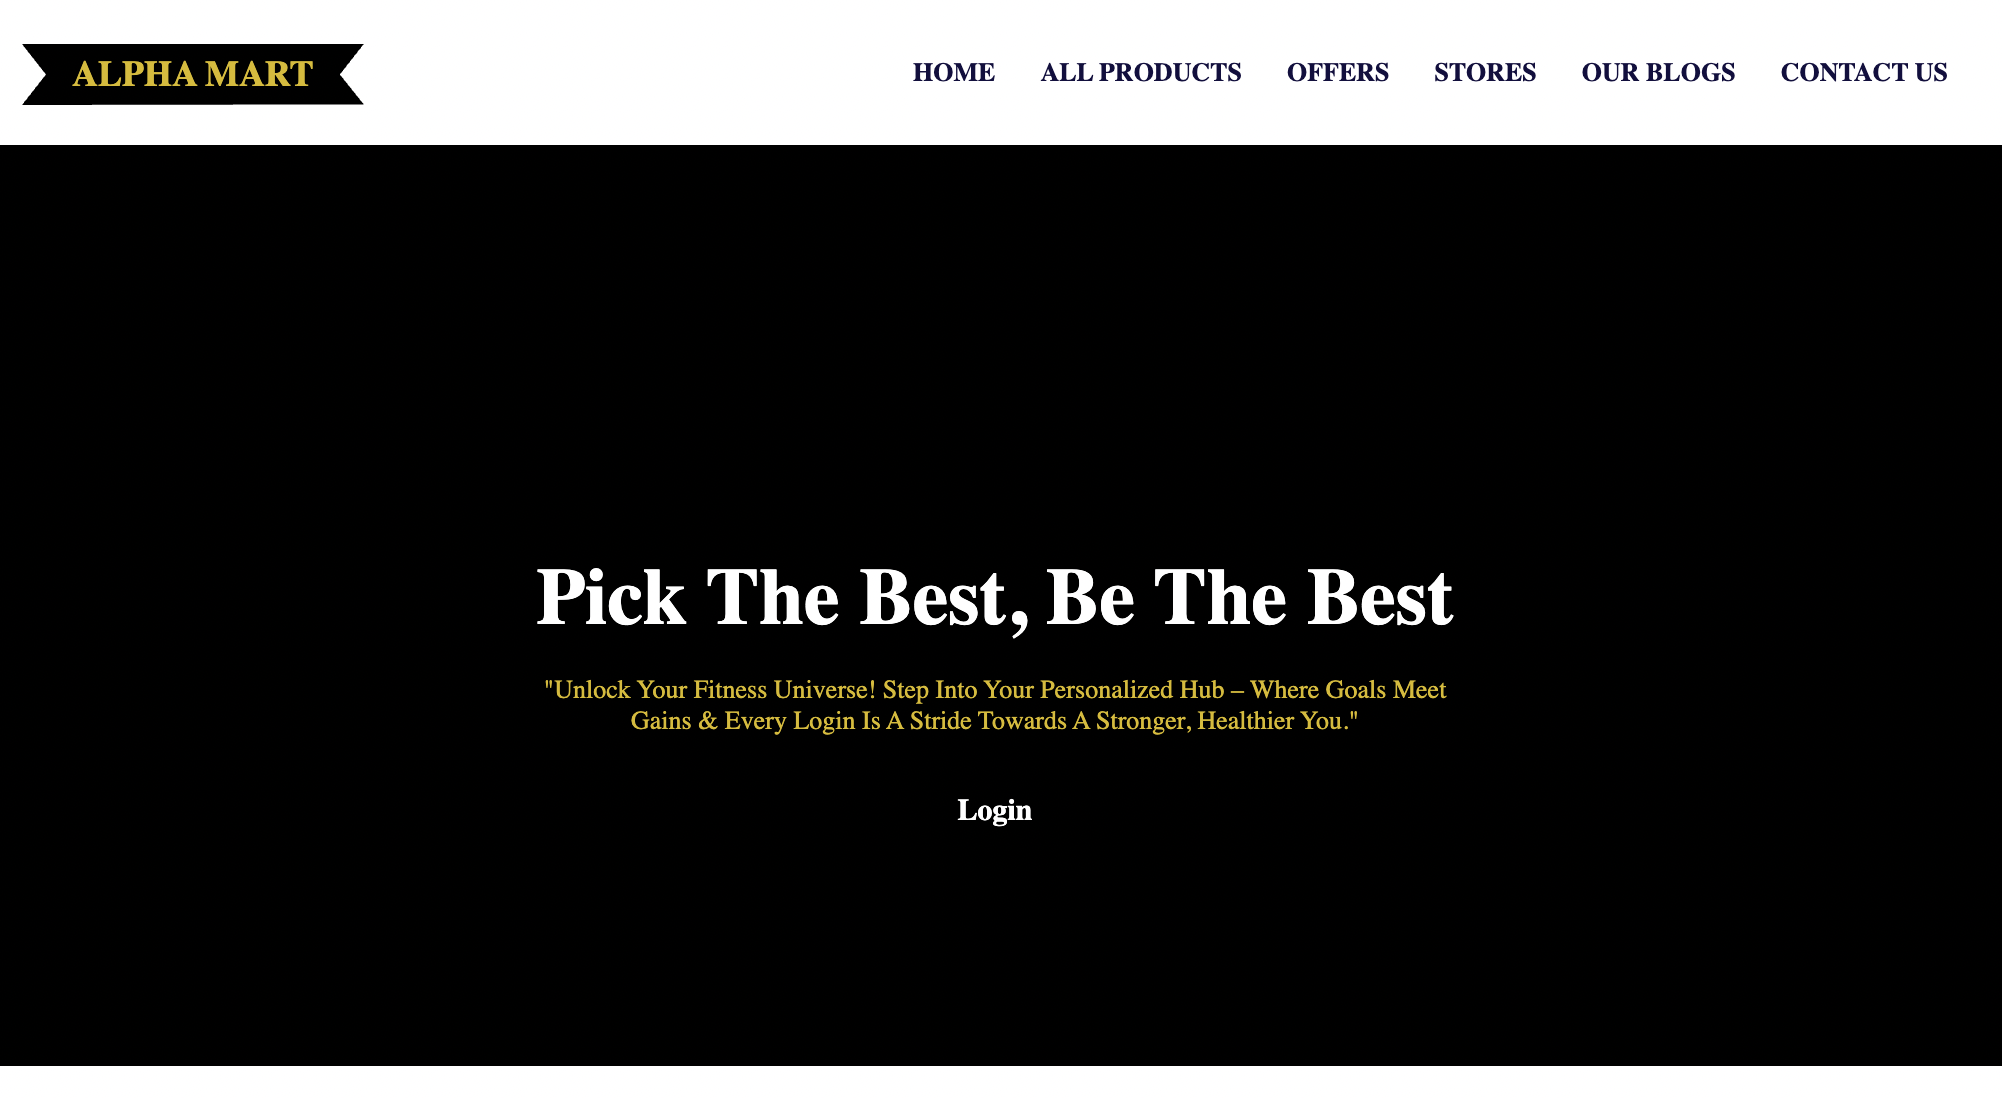 ALPHA MART
HOME ALL PRODUCTS OFFERS STORES OUR BLOGS CONTACT US
Pick The Best, Be The Best
"Unlock Your Fitness Universe! Step Into Your Personalized Hub – Where Goals Meet
Gains & Every Login Is A Stride Towards A Stronger, Healthier You."
Login